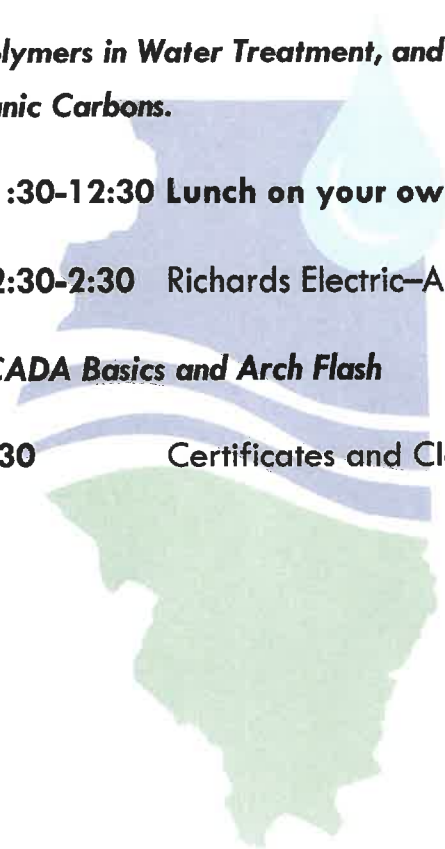 lymers in Water Treatment, and
anic Carbons.
:30-12:30 Lunch on your ow
2:30-2:30 Richards Electric–A
CADA Basics and Arch Flash
30 Certificates and Cl